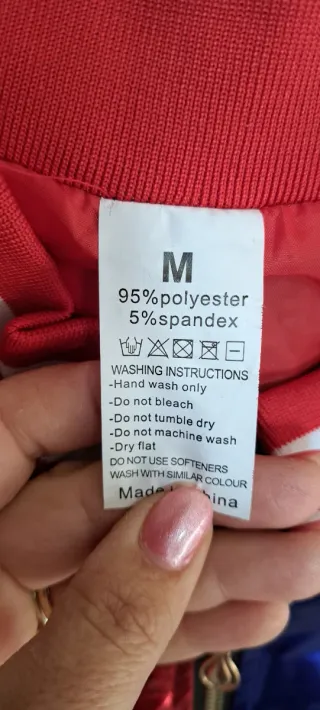 M
95%polyester
5%spandex
WASHING INSTRUCTIONS
-Hand wash only
-Do not bleach
-Do not tumble dry
-Do not machine wash
-Dry flat
DO NOT USE SOFTENERS
WASH WITH SIMILAR COLOUR
Made